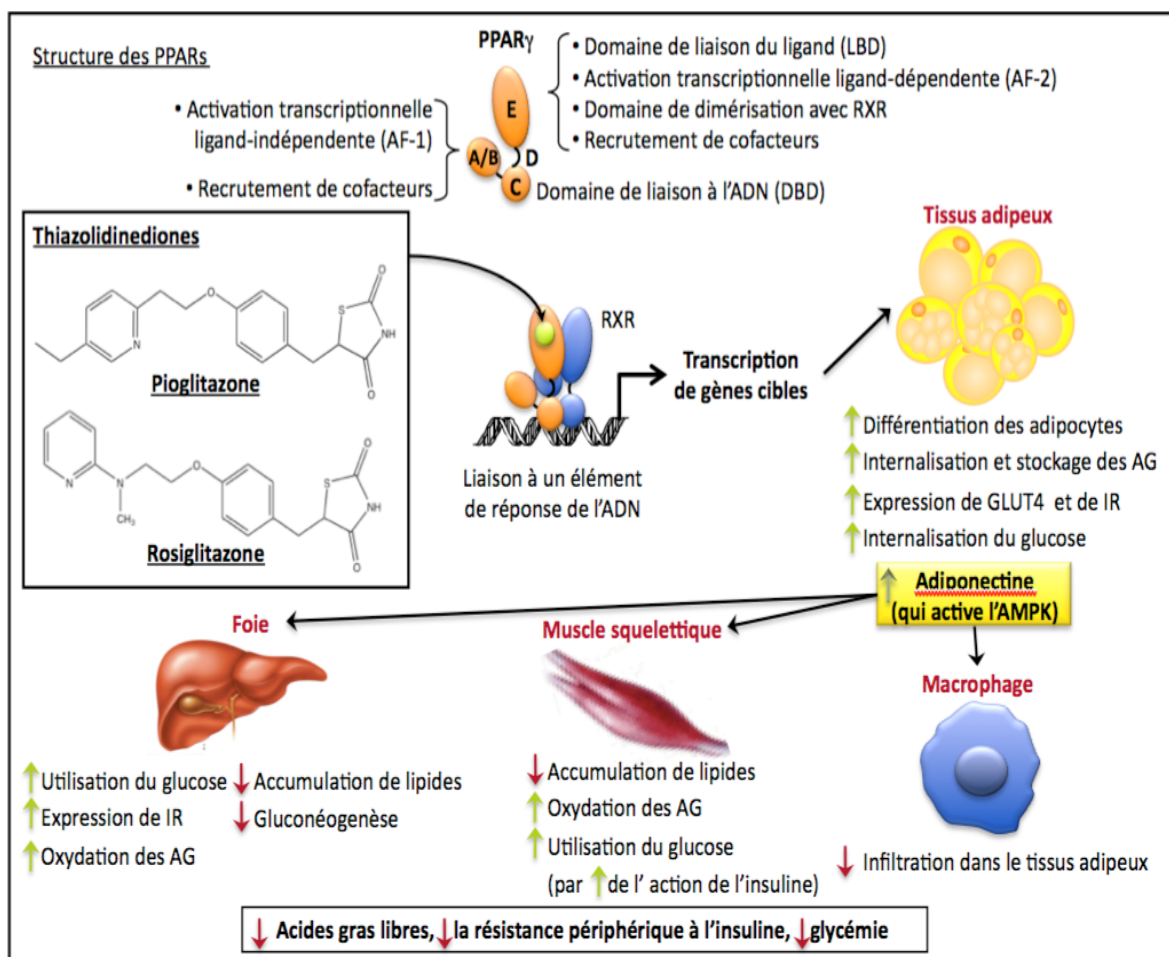 Structure des PPARs
PPARγ
• Domaine de liaison du ligand (LBD)
• Activation transcriptionnelle ligand-dépendente (AF-2)
• Domaine de dimérisation avec RXR
• Recrutement de cofacteurs
• Activation transcriptionnelle
ligand-indépendente (AF-1)
• Recrutement de cofacteurs
E
A/B
D
C
Domaine de liaison à l'ADN (DBD)
Thiazolidinediones
O
O
S
NH
N
O
Pioglitazone
O
O
S
N
N
NH
CH₃
O
Rosiglitazone
RXR
Liaison à un élément
de réponse de l'ADN
Transcription
de gènes cibles
Tissus adipeux
↑ Différentiation des adipocytes
↑ Internalisation et stockage des AG
↑ Expression de GLUT4 et de IR
↑ Internalisation du glucose
↑ Adiponectine
(qui active l'AMPK)
Foie
↑ Utilisation du glucose
↑ Expression de IR
↑ Oxydation des AG
↓ Accumulation de lipides
↓ Gluconéogenèse
Muscle squelettique
↓ Accumulation de lipides
↑ Oxydation des AG
↑ Utilisation du glucose
(par ↑ de l' action de l'insuline)
Macrophage
↓ Infiltration dans le tissus adipeux
↓ Acides gras libres, ↓ la résistance périphérique à l'insuline, ↓ glycémie